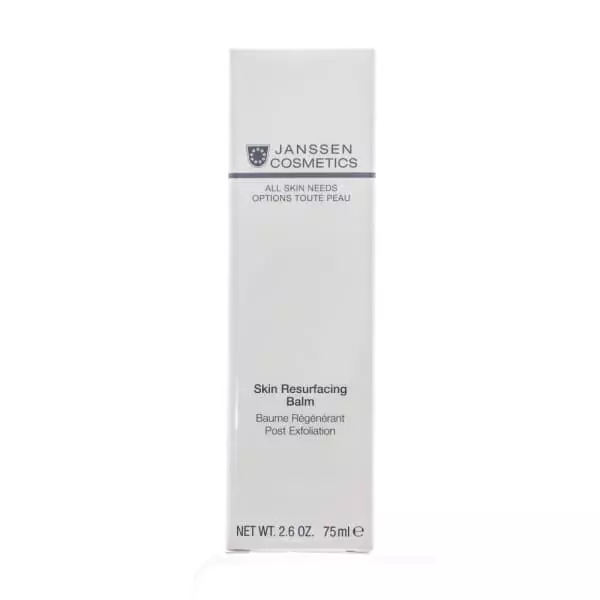 JANSSEN
COSMETICS
ALL SKIN NEEDS
OPTIONS TOUTE PEAU
Skin Resurfacing
Balm
Baume Régénérant
Post Exfoliation
NET WT. 2.6 OZ. 75ml ℮